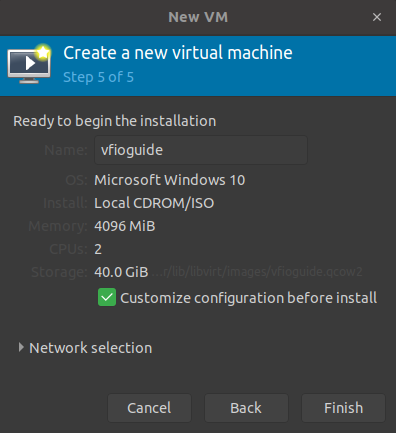 New VM
Create a new virtual machine
Step 5 of 5
Ready to begin the installation
Name: vfioguide
OS: Microsoft Windows 10
Install: Local CDROM/ISO
Memory: 4096 MiB
CPUs: 2
Storage: 40.0 GiB ...r/lib/libvirt/images/vfioguide.qcow2
Customize configuration before install
Network selection
Cancel Back Finish